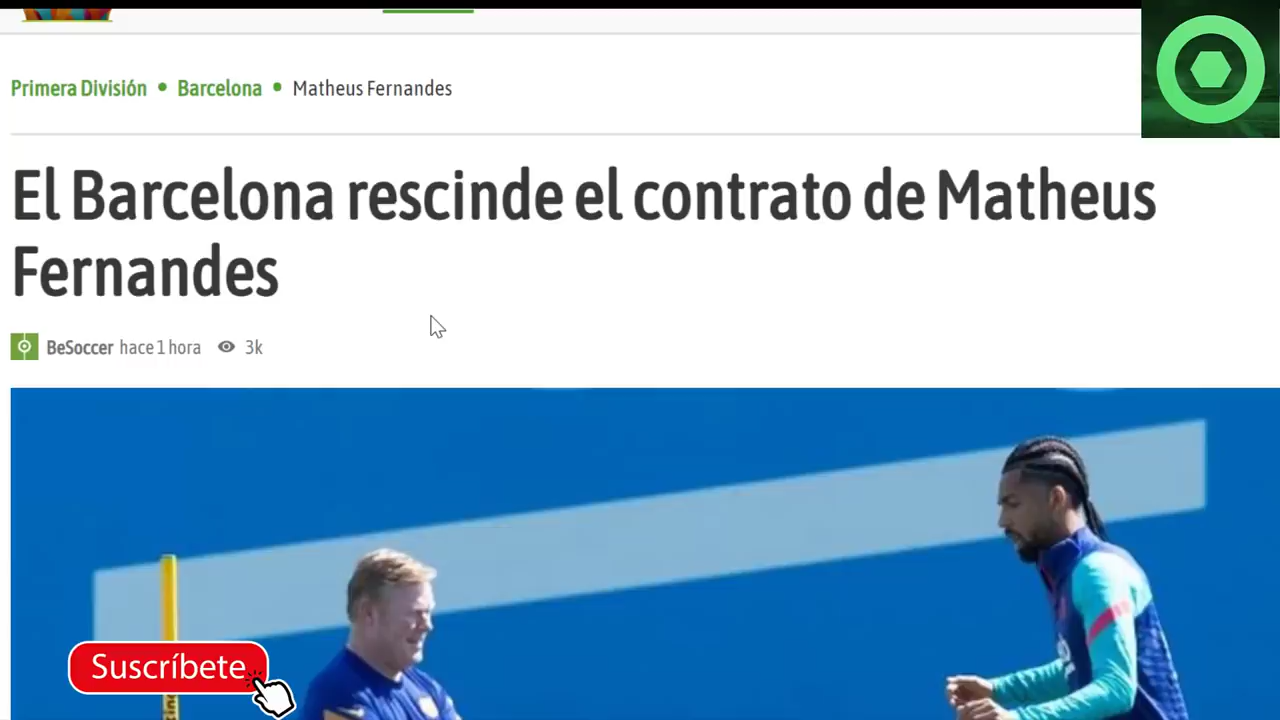 Primera División • Barcelona • Matheus Fernandes
El Barcelona rescinde el contrato de Matheus
Fernandes
BeSoccer hace 1 hora 3k
Suscríbete